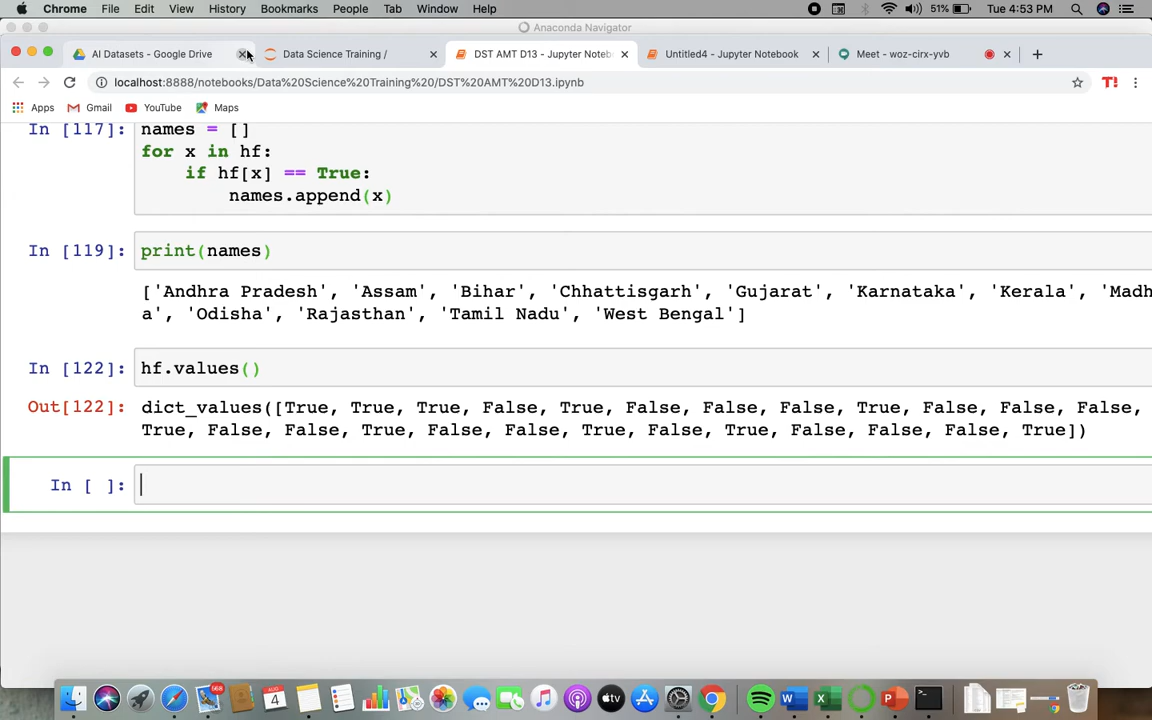 Chrome File Edit View History Bookmarks People Tab Window Help 51% Tue 4:53 PM
Anaconda Navigator
AI Datasets - Google Drive Data Science Training / DST AMT D13 - Jupyter Noteb Untitled4 - Jupyter Notebook Meet - woz-cirx-yvb
localhost:8888/notebooks/Data%20Science%20Training%20/DST%20AMT%20D13.ipynb T!
Apps Gmail YouTube Maps
In [117]: names = []
for x in hf:
if hf[x] == True:
names.append(x)
In [119]: print(names)
['Andhra Pradesh', 'Assam', 'Bihar', 'Chhattisgarh', 'Gujarat', 'Karnataka', 'Kerala', 'Madh
a', 'Odisha', 'Rajasthan', 'Tamil Nadu', 'West Bengal']
In [122]: hf.values()
Out[122]: dict_values([True, True, True, False, True, False, False, False, True, False, False, False,
True, False, False, True, False, False, True, False, True, False, False, False, True])
In [ ]:
568
AUG
4
tv